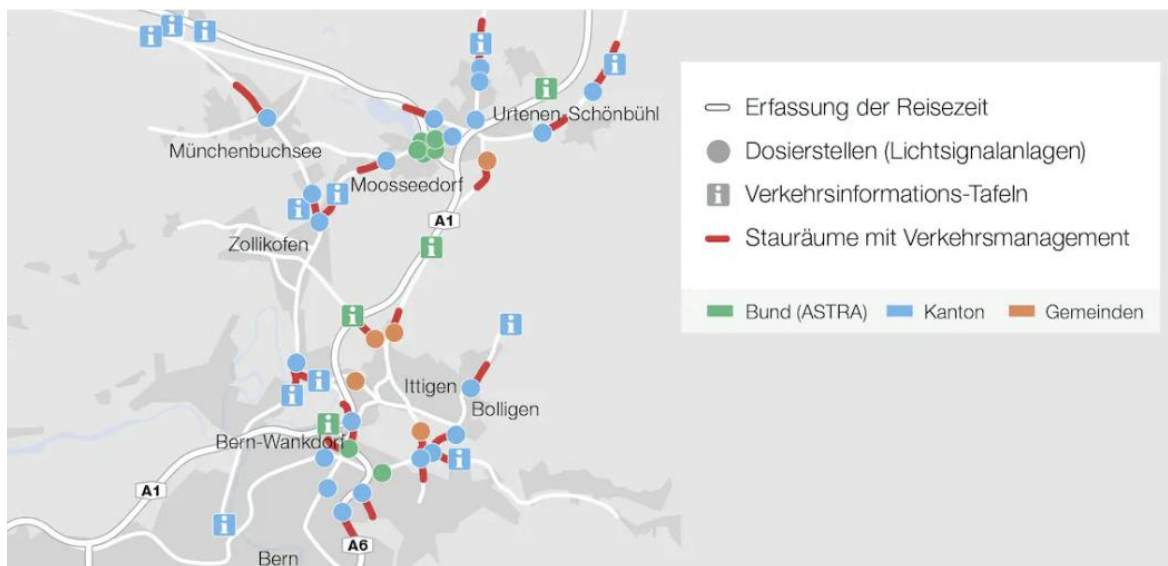 Urtenen-Schönbühl
Münchenbuchsee
Moosseedorf
A1
Zollikofen
Ittigen
Bolligen
Bern-Wankdorf
A1
A6
Bern
Erfassung der Reisezeit
Dosierstellen (Lichtsignalanlagen)
i Verkehrsinformations-Tafeln
Stauräume mit Verkehrsmanagement
Bund (ASTRA) Kanton Gemeinden